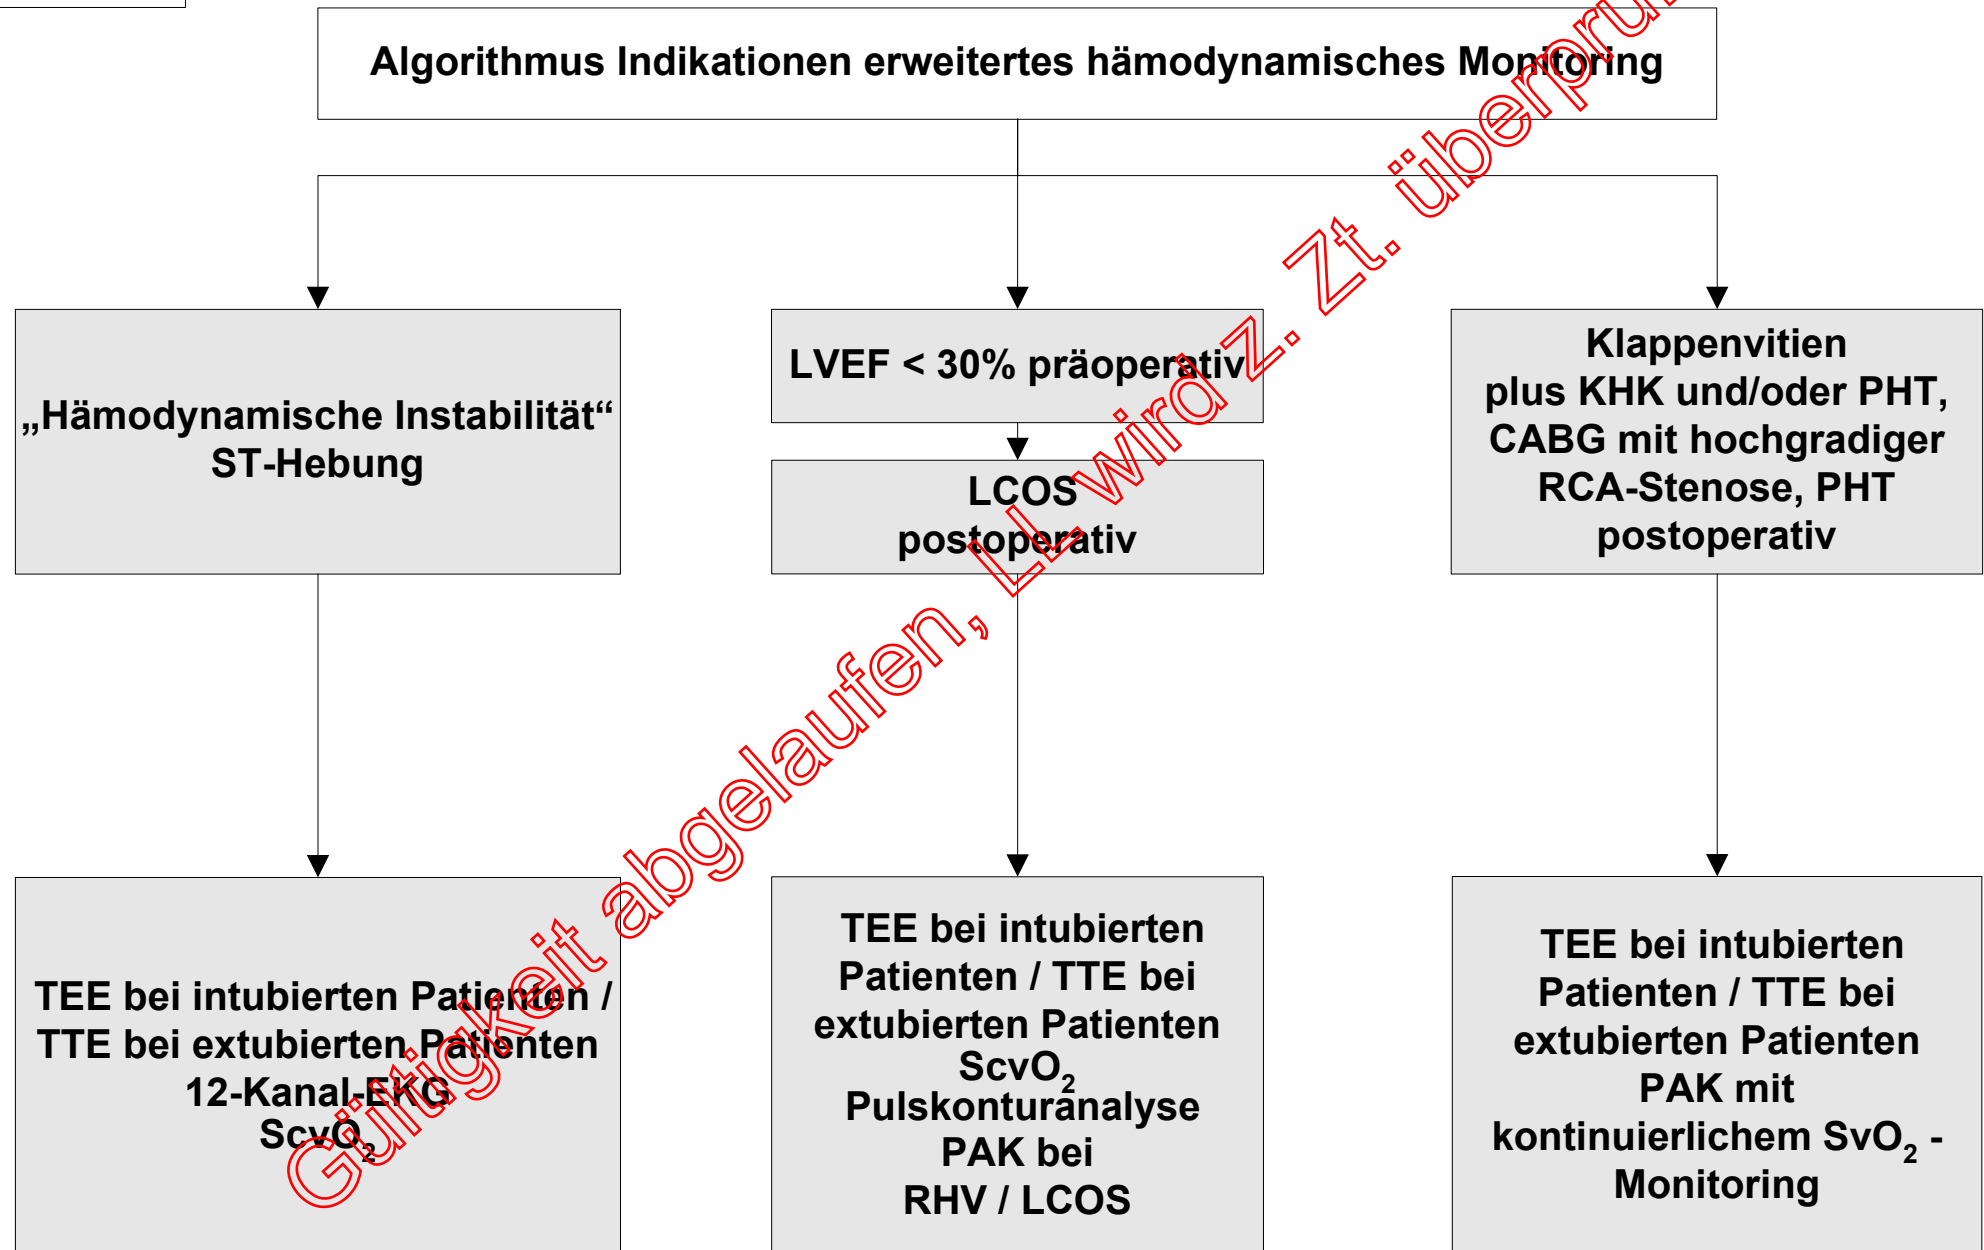 Algorithmus Indikationen erweitertes hämodynamisches Monitoring
„Hämodynamische Instabilität“
ST-Hebung
LVEF < 30% präoperativ
LCOS
postoperativ
Klappenvitien
plus KHK und/oder PHT,
CABG mit hochgradiger
RCA-Stenose, PHT
postoperativ
TEE bei intubierten Patienten /
TTE bei extubierten Patienten
12-Kanal-EKG
ScvO₂
TEE bei intubierten
Patienten / TTE bei
extubierten Patienten
ScvO₂
Pulskonturanalyse
PAK bei
RHV / LCOS
TEE bei intubierten
Patienten / TTE bei
extubierten Patienten
PAK mit
kontinuierlichem SvO₂ -
Monitoring
Gültigkeit abgelaufen, LL wird z. Zt. überprü